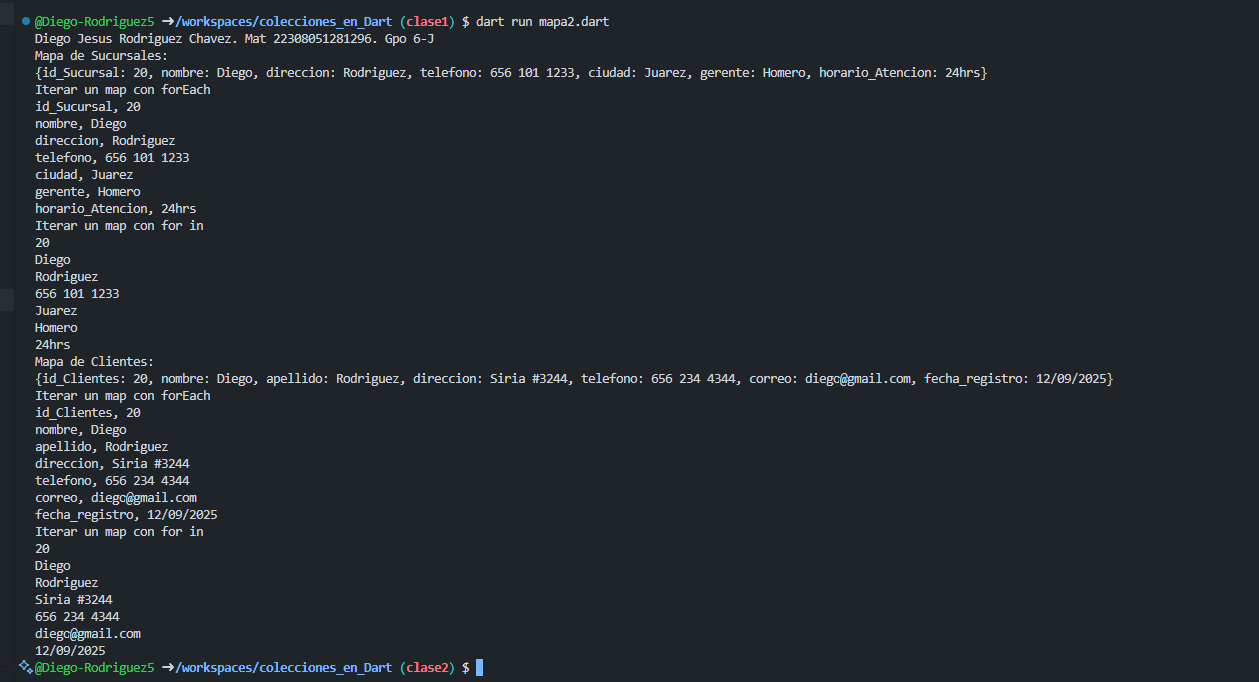 @Diego-Rodriguez5 ➜/workspaces/colecciones_en_Dart (clase1) $ dart run mapa2.dart
Diego Jesus Rodriguez Chavez. Mat 22308051281296. Gpo 6-J
Mapa de Sucursales:
{id_Sucursal: 20, nombre: Diego, direccion: Rodriguez, telefono: 656 101 1233, ciudad: Juarez, gerente: Homero, horario_Atencion: 24hrs}
Iterar un map con forEach
id_Sucursal, 20
nombre, Diego
direccion, Rodriguez
telefono, 656 101 1233
ciudad, Juarez
gerente, Homero
horario_Atencion, 24hrs
Iterar un map con for in
20
Diego
Rodriguez
656 101 1233
Juarez
Homero
24hrs
Mapa de Clientes:
{id_Clientes: 20, nombre: Diego, apellido: Rodriguez, direccion: Siria #3244, telefono: 656 234 4344, correo: diego@gmail.com, fecha_registro: 12/09/2025}
Iterar un map con forEach
id_Clientes, 20
nombre, Diego
apellido, Rodriguez
direccion, Siria #3244
telefono, 656 234 4344
correo, diego@gmail.com
fecha_registro, 12/09/2025
Iterar un map con for in
20
Diego
Rodriguez
Siria #3244
656 234 4344
diego@gmail.com
12/09/2025
@Diego-Rodriguez5 ➜/workspaces/colecciones_en_Dart (clase2) $